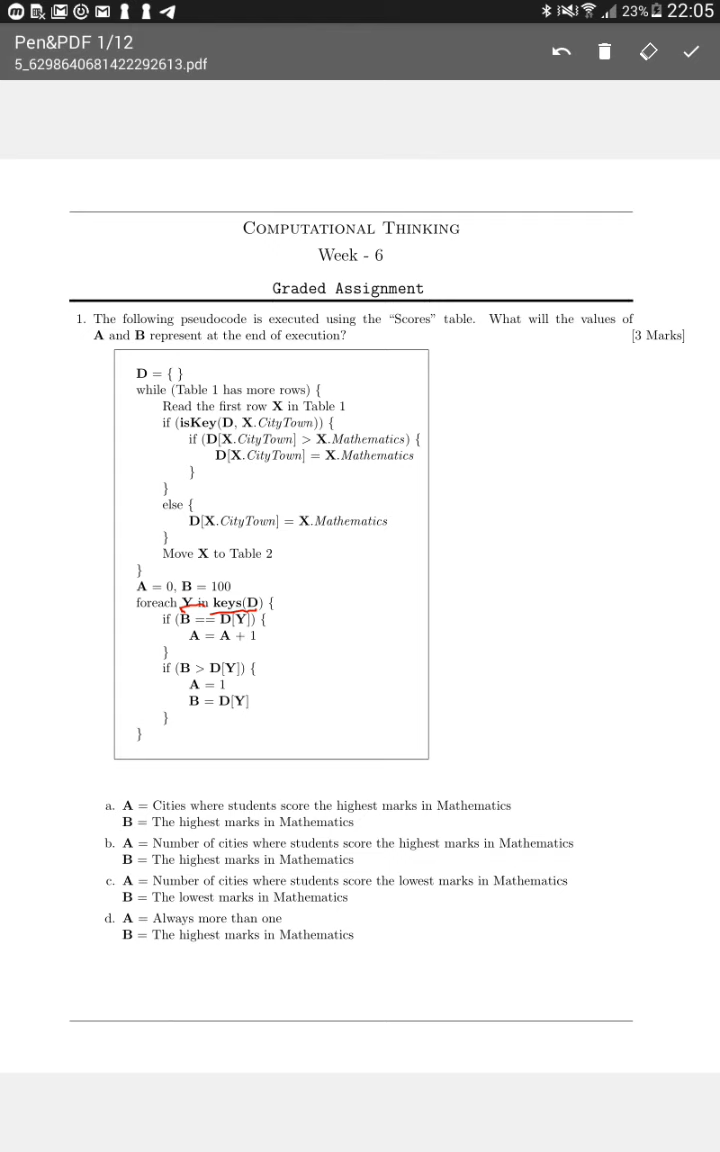 23% 22:05
Pen&PDF 1/12
5_6298640681422292613.pdf
COMPUTATIONAL THINKING
Week - 6
Graded Assignment
1. The following pseudocode is executed using the “Scores” table. What will the values of
A and B represent at the end of execution? [3 Marks]
D = { }
while (Table 1 has more rows) {
Read the first row X in Table 1
if (isKey(D, X.CityTown)) {
if (D[X.CityTown] > X.Mathematics) {
D[X.CityTown] = X.Mathematics
}
}
else {
D[X.CityTown] = X.Mathematics
}
Move X to Table 2
}
A = 0, B = 100
foreach Y in keys(D) {
if (B == D[Y]) {
A = A + 1
}
if (B > D[Y]) {
A = 1
B = D[Y]
}
}
a. A = Cities where students score the highest marks in Mathematics
B = The highest marks in Mathematics
b. A = Number of cities where students score the highest marks in Mathematics
B = The highest marks in Mathematics
c. A = Number of cities where students score the lowest marks in Mathematics
B = The lowest marks in Mathematics
d. A = Always more than one
B = The highest marks in Mathematics